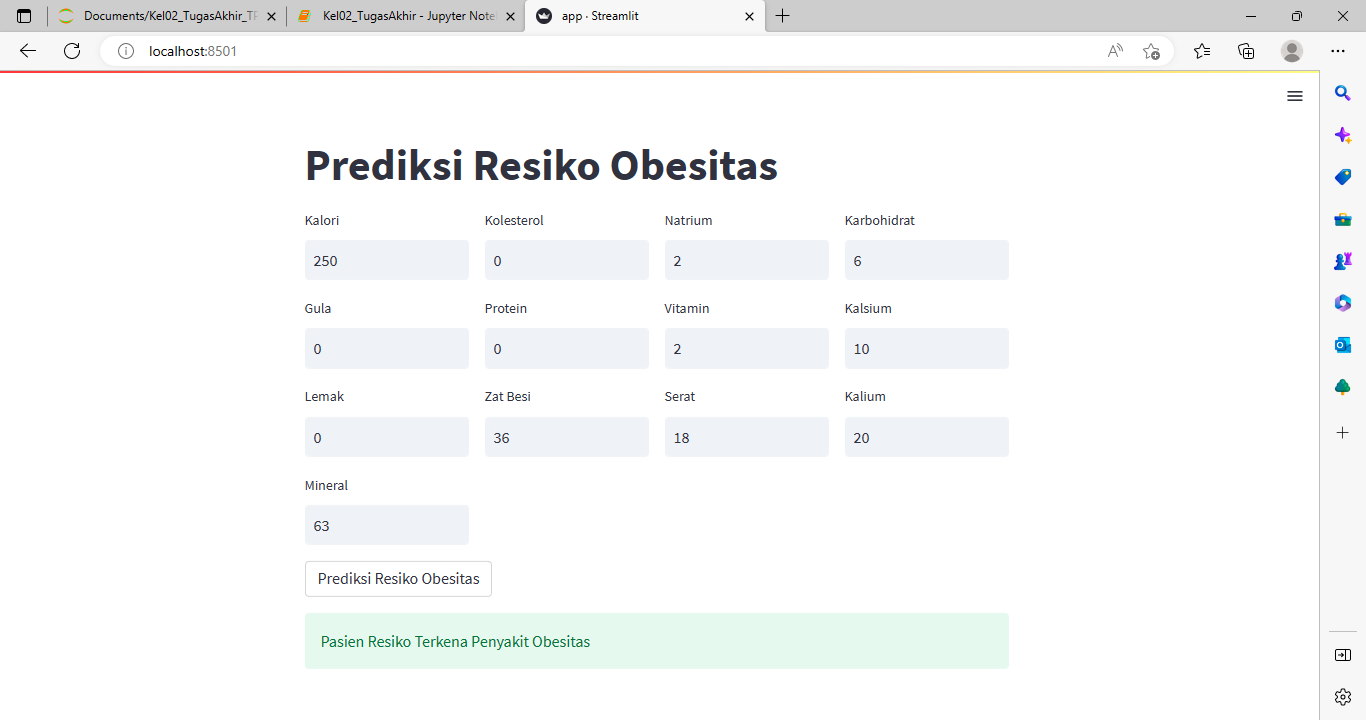 Documents/Kel02_TugasAkhir_TF
Kel02_TugasAkhir - Jupyter Note
app · Streamlit
localhost:8501
Prediksi Resiko Obesitas
Kalori Kolesterol Natrium Karbohidrat
250 0 2 6
Gula Protein Vitamin Kalsium
0 0 2 10
Lemak Zat Besi Serat Kalium
0 36 18 20
Mineral
63
Prediksi Resiko Obesitas
Pasien Resiko Terkena Penyakit Obesitas